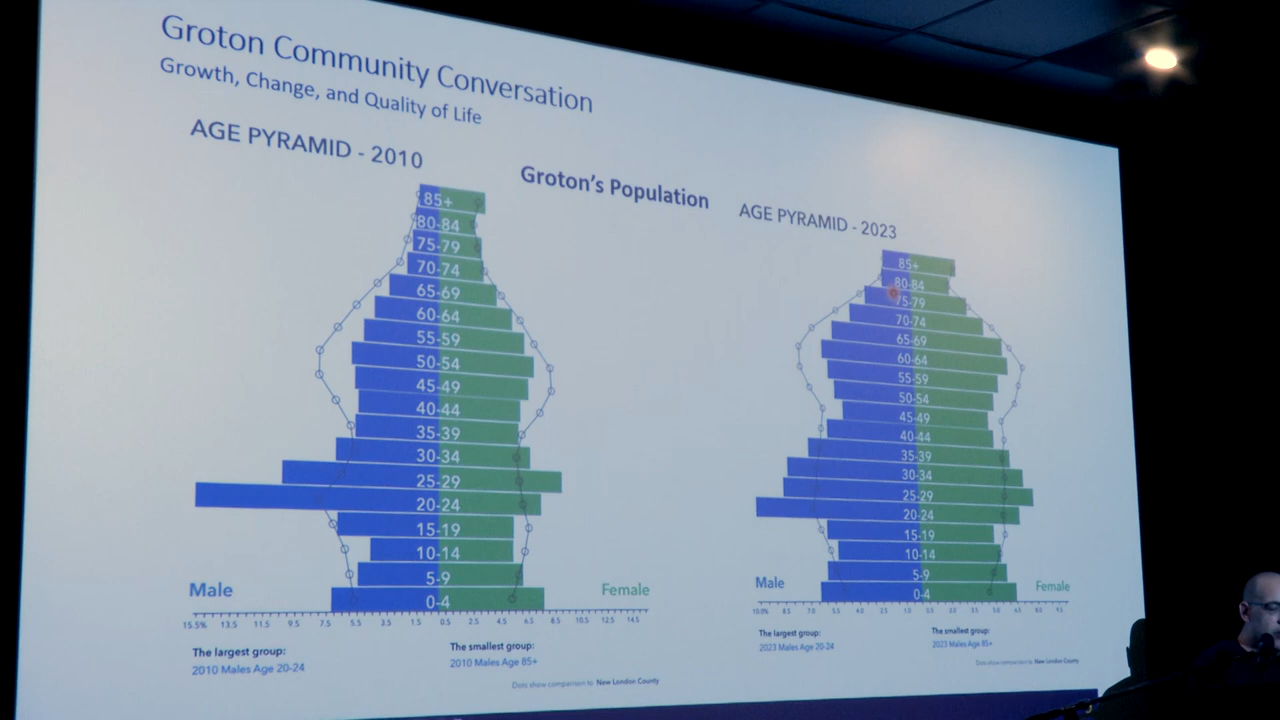 Groton Community Conversation
Growth, Change, and Quality of Life
AGE PYRAMID - 2010
Groton's Population
AGE PYRAMID - 2023
85+
80-84
75-79
70-74
65-69
60-64
55-59
50-54
45-49
40-44
35-39
30-34
25-29
20-24
15-19
10-14
5-9
0-4
Male
Female
15.5% 13.5 11.5 9.5 7.5 5.5 3.5 1.5 0.5 2.5 4.5 6.5 8.5 10.5 12.5 14.5
The largest group:
2010 Males Age 20-24
The smallest group:
2010 Males Age 85+
Dots show comparison to New London County
85+
80-84
75-79
70-74
65-69
60-64
55-59
50-54
45-49
40-44
35-39
30-34
25-29
20-24
15-19
10-14
5-9
0-4
Male
Female
The largest group:
2023 Males Age 20-24
The smallest group:
2023 Males Age 85+
Dots show comparison to New London County